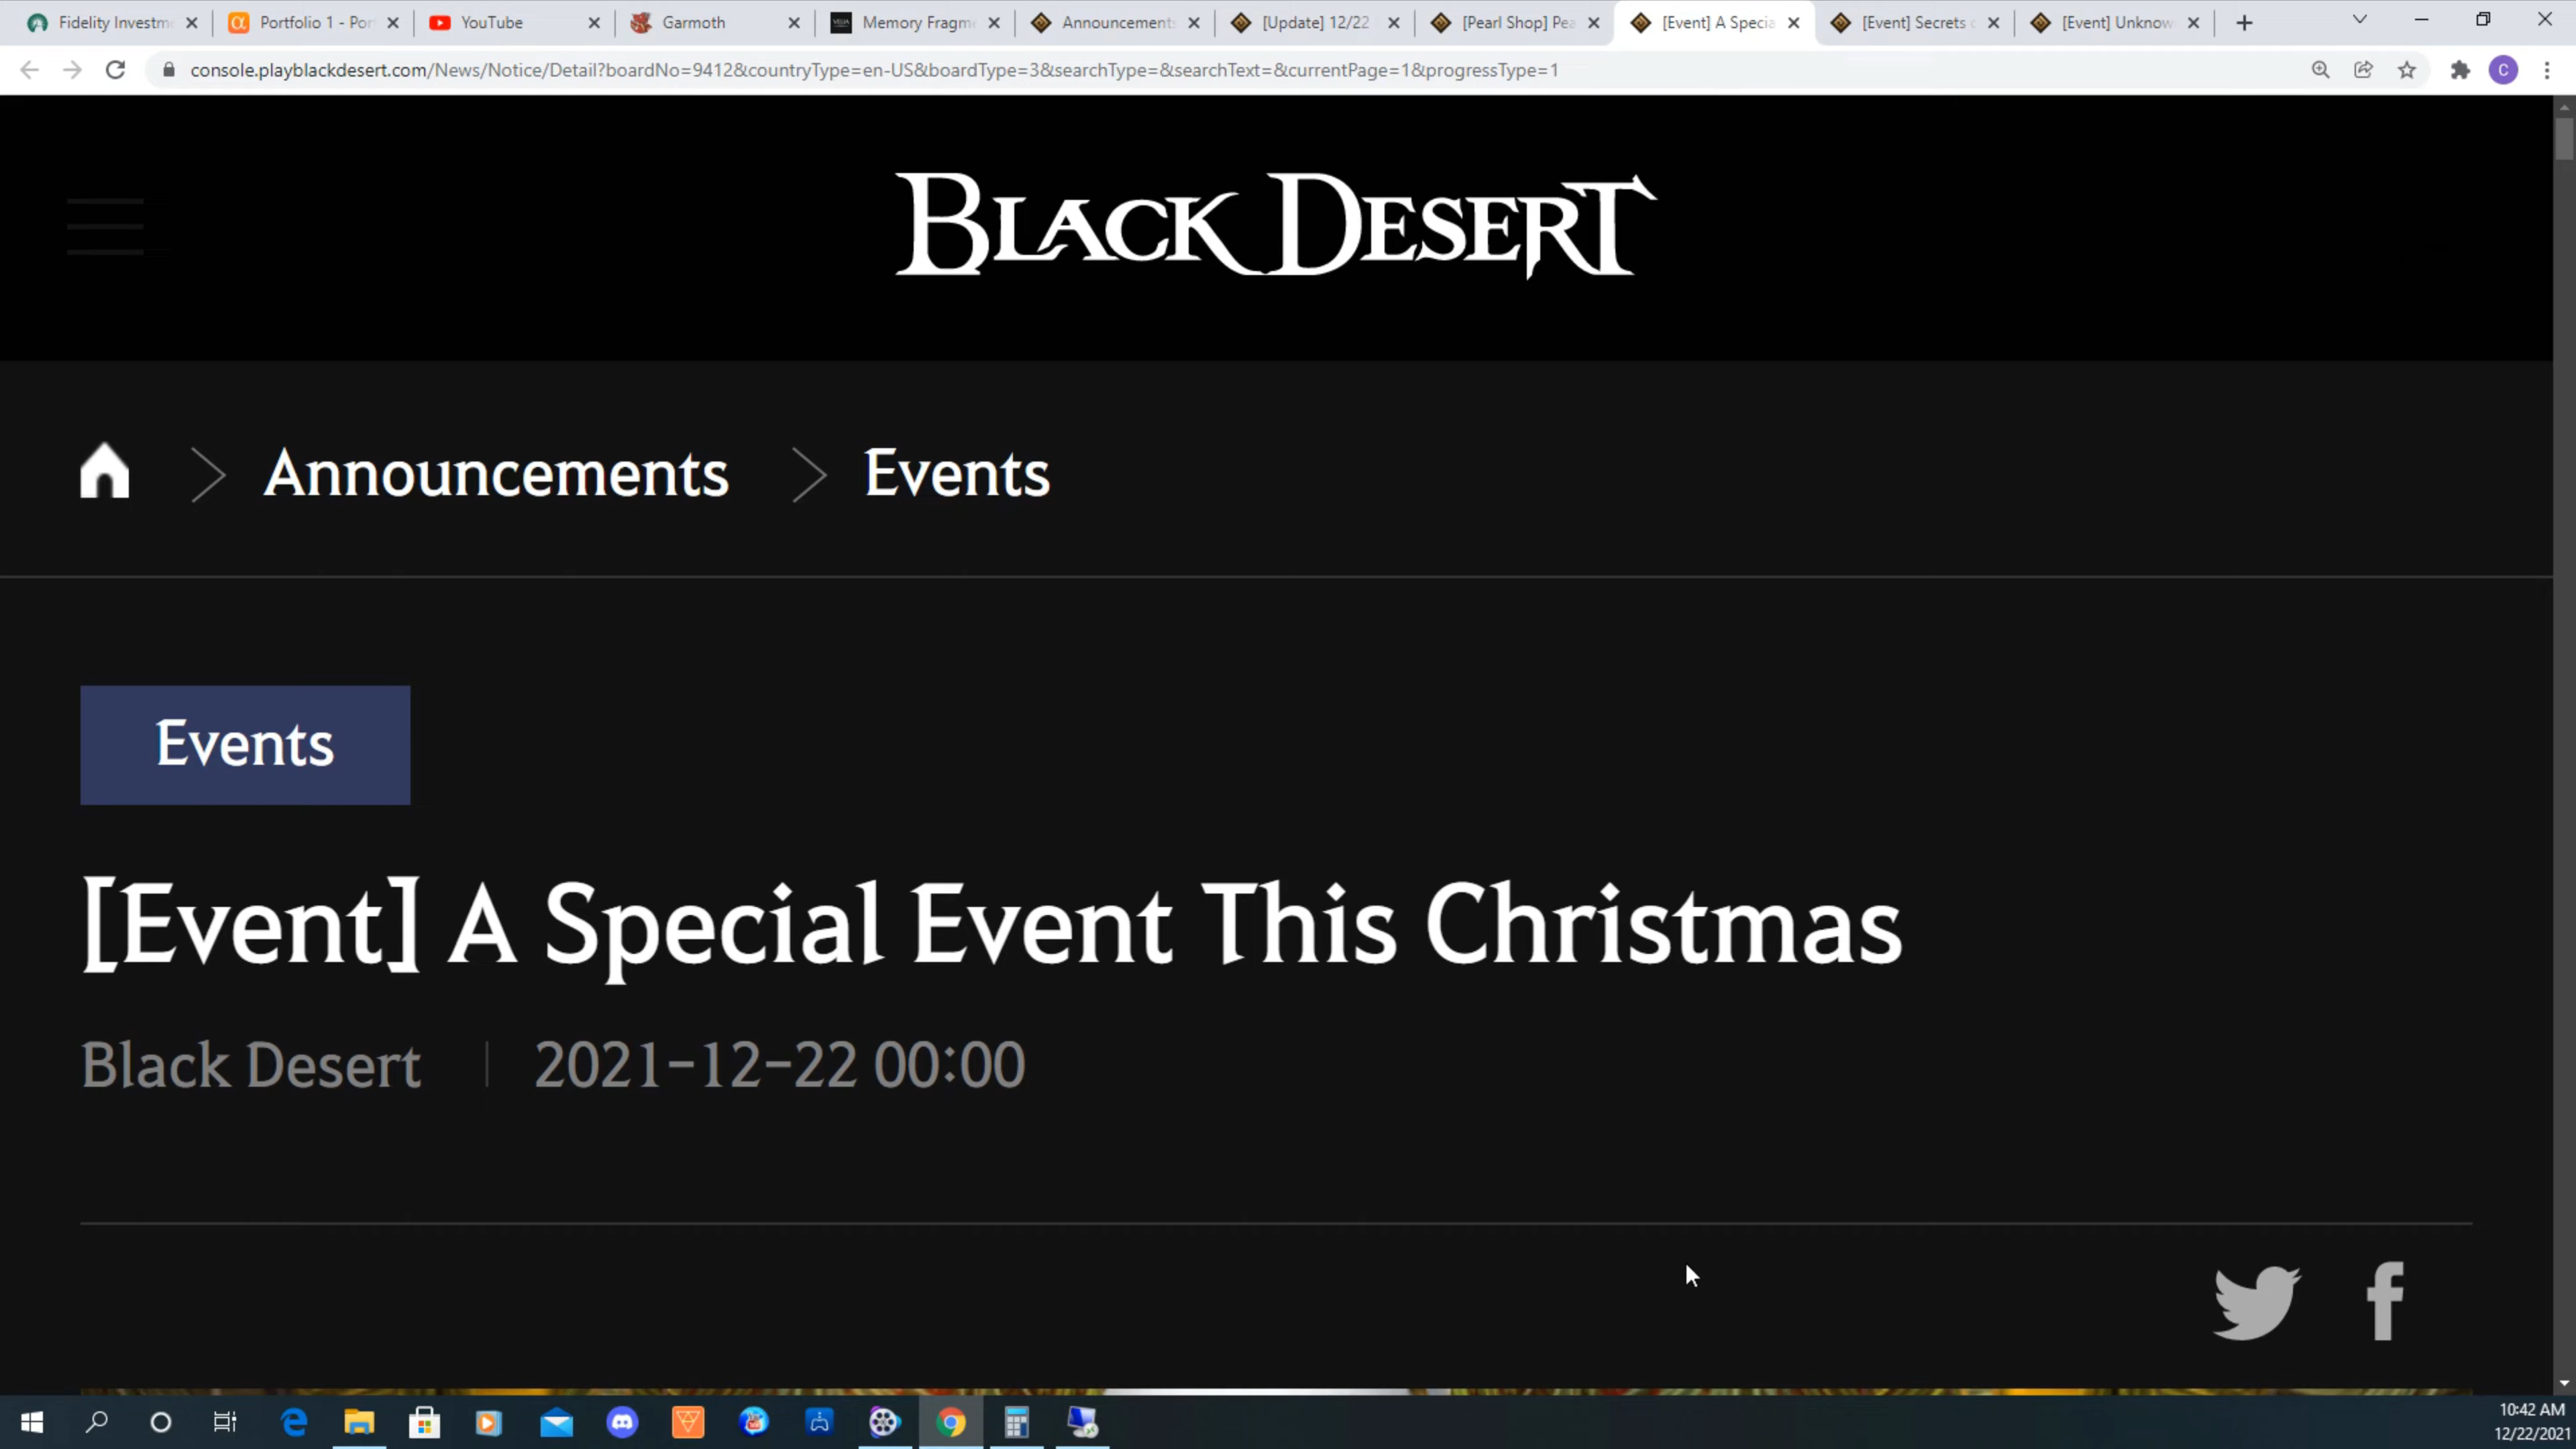 Fidelity Investm
Portfolio 1 - Por
YouTube
Garmoth
Memory Fragm
Announcements
[Update] 12/22
[Pearl Shop] Pea
[Event] A Specia
[Event] Secrets o
[Event] Unknow
console.playblackdesert.com/News/Notice/Detail?boardNo=9412&countryType=en-US&boardType=3&searchType=&searchText=&currentPage=1&progressType=1
C
BLACK DESERT
Announcements
Events
Events
[Event] A Special Event This Christmas
Black Desert
2021-12-22 00:00
10:42 AM
12/22/2021